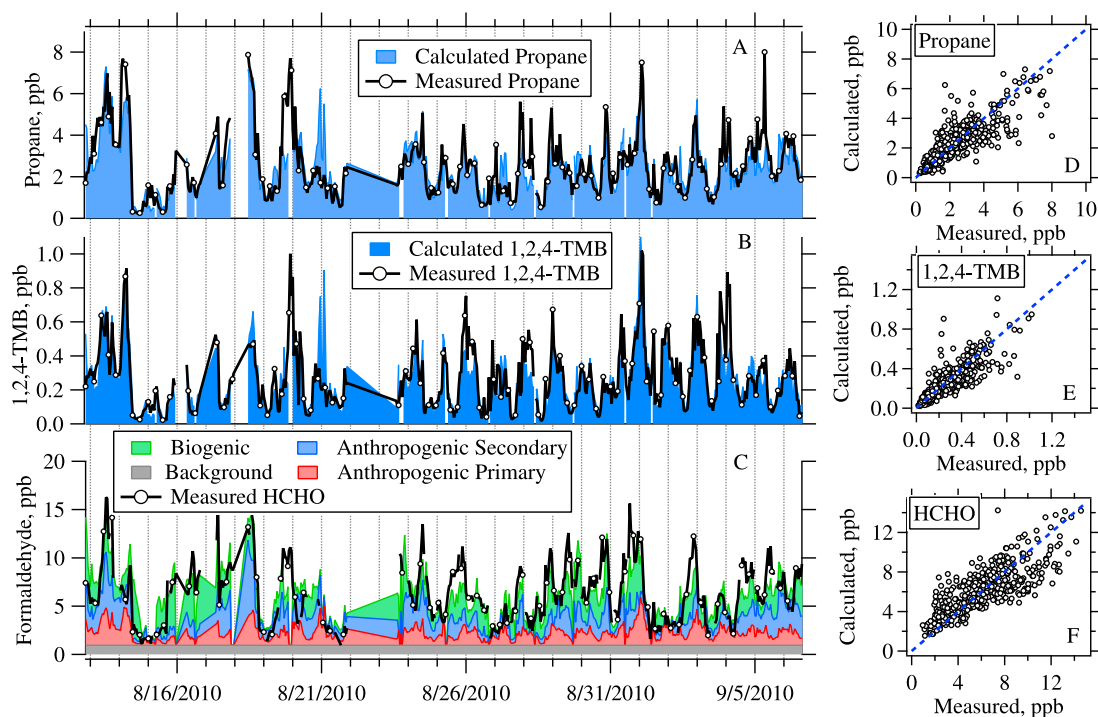 A
Calculated Propane
Measured Propane
Propane, ppb
8
6
4
2
0
B
Calculated 1,2,4-TMB
Measured 1,2,4-TMB
1,2,4-TMB, ppb
1.0
0.8
0.6
0.4
0.2
0.0
C
Biogenic
Anthropogenic Secondary
Background
Anthropogenic Primary
Measured HCHO
Formaldehyde, ppb
20
15
10
5
0
8/16/2010
8/21/2010
8/26/2010
8/31/2010
9/5/2010
Propane
Calculated, ppb
10
8
6
4
2
0
D
0
2
4
6
8
10
Measured, ppb
1,2,4-TMB
Calculated, ppb
1.2
0.8
0.4
0.0
E
0.0
0.4
0.8
1.2
Measured, ppb
HCHO
Calculated, ppb
12
8
4
0
F
0
4
8
12
Measured, ppb